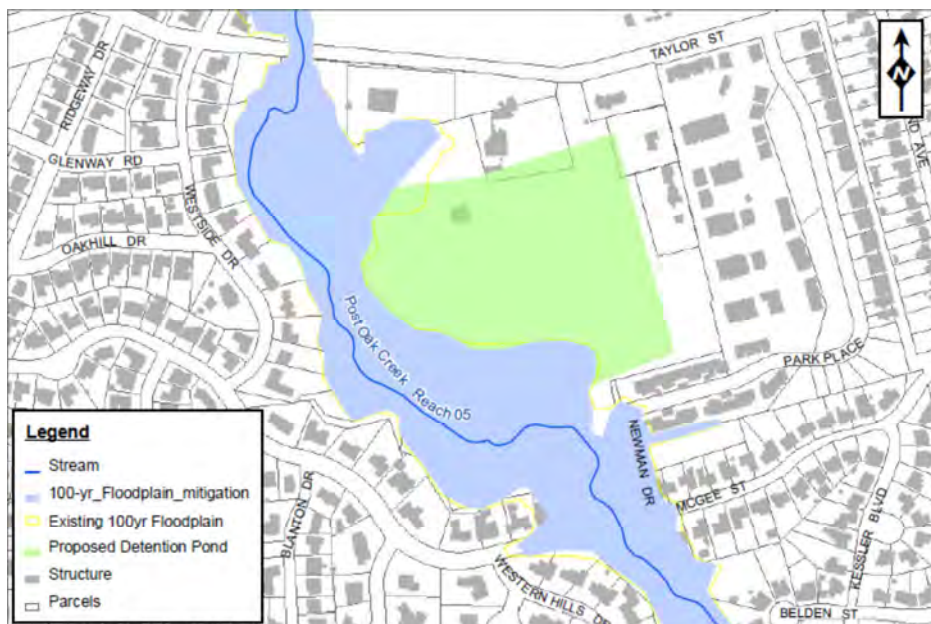 TAYLOR ST
N
RIDGEWAY DR
GLENWAY RD
WESTSIDE DR
OAKHILL DR
Post Oak Creek Reach 05
PARK PLACE
NEWMAN DR
MCGEE ST
KESSLER BLVD
BLANTON DR
WESTERN HILLS DR
BELDEN ST
Legend
Stream
100-yr_Floodplain_mitigation
Existing 100yr Floodplain
Proposed Detention Pond
Structure
Parcels